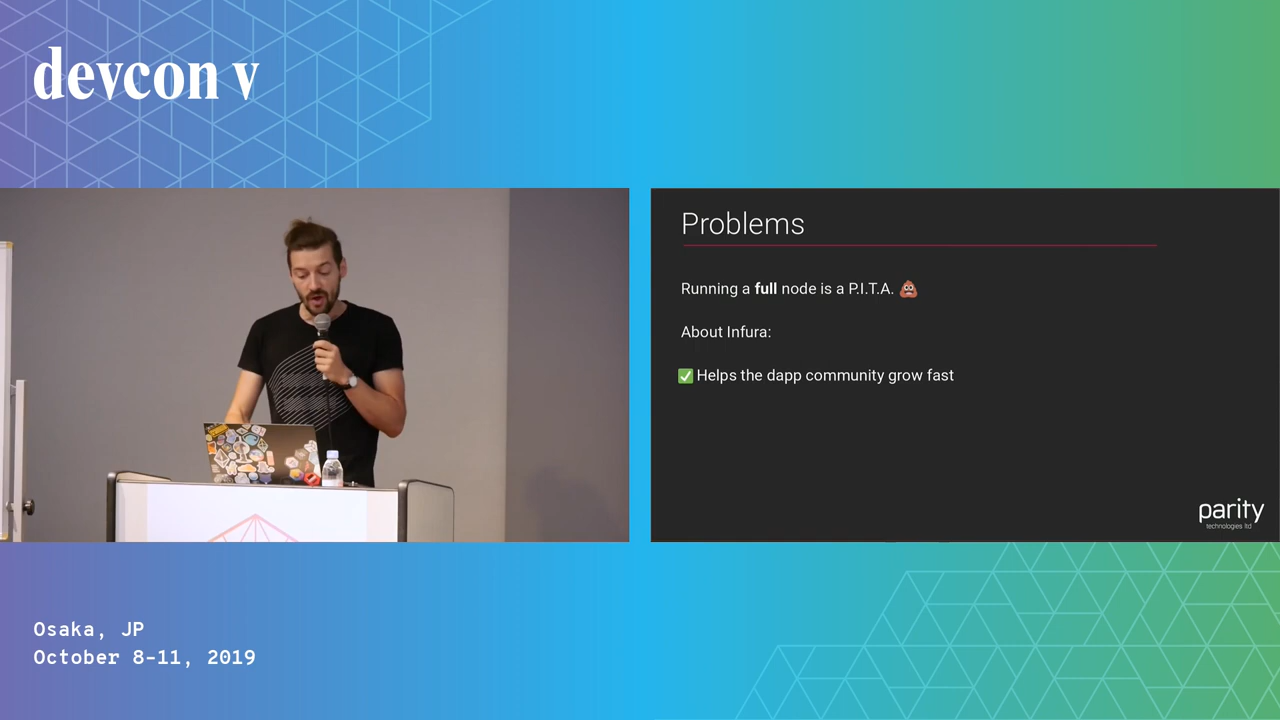 devcon v
Problems
Running a full node is a P.I.T.A. 💩
About Infura:
✅ Helps the dapp community grow fast
parity
technologies ltd
Osaka, JP
October 8-11, 2019